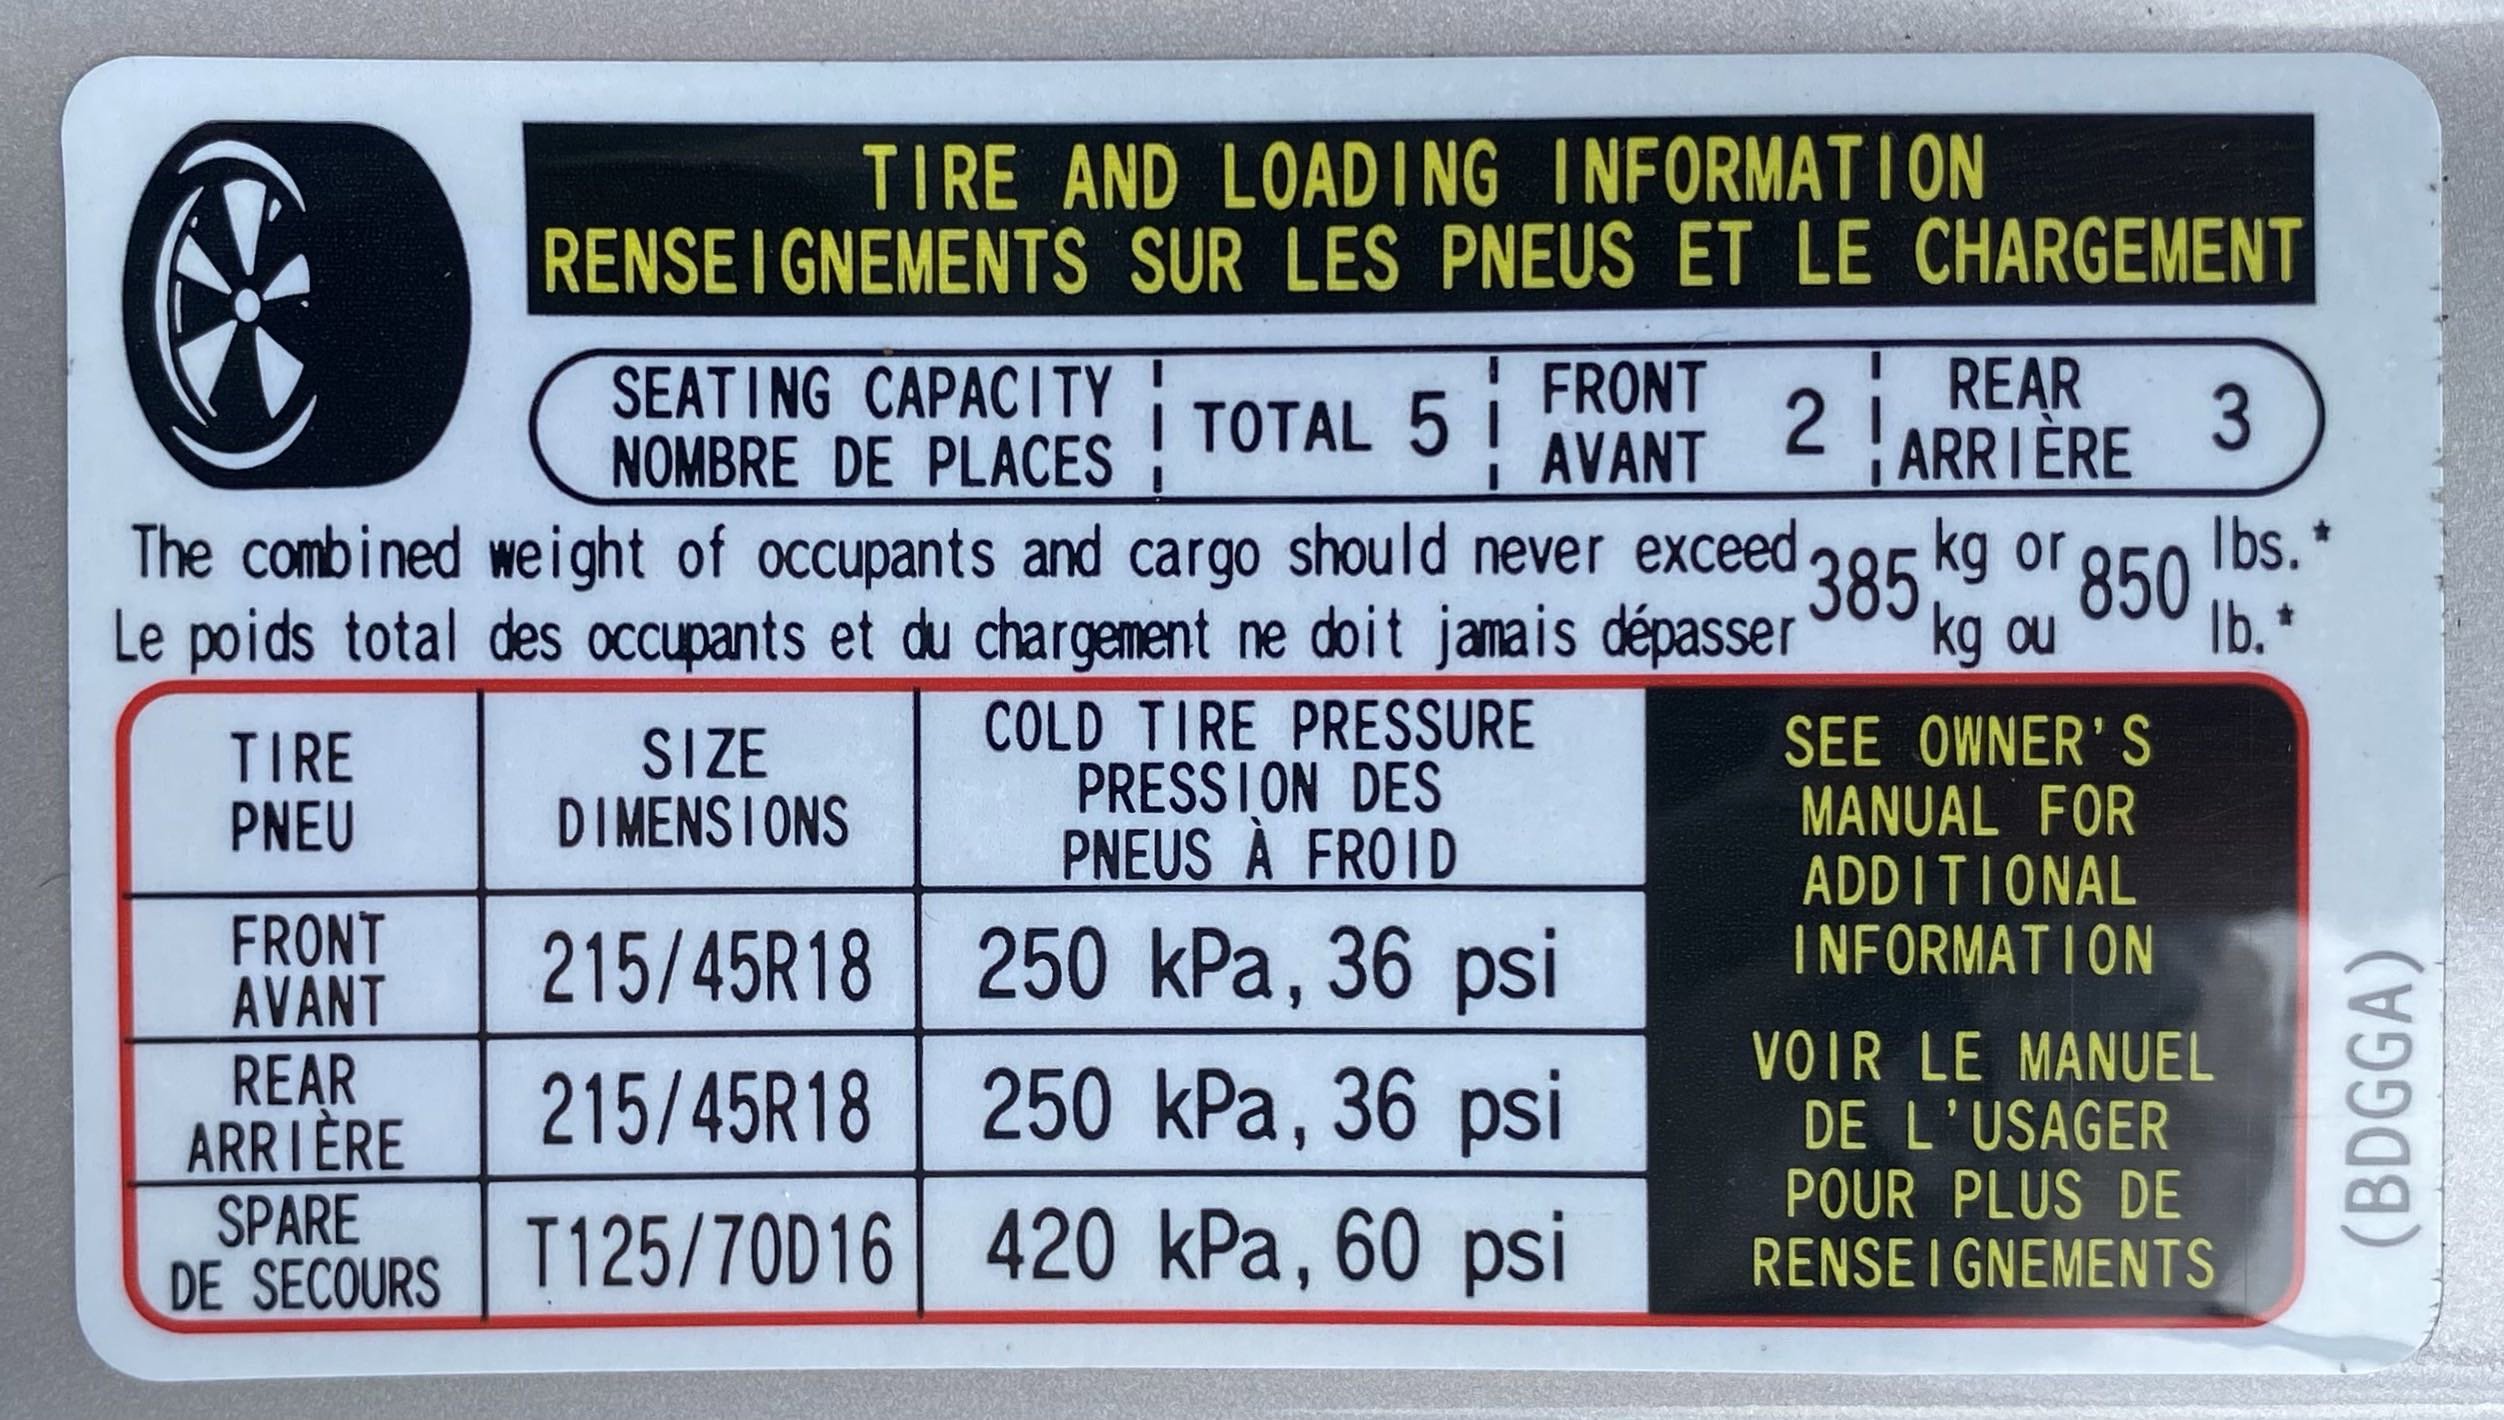 TIRE AND LOADING INFORMATION
RENSEIGNEMENTS SUR LES PNEUS ET LE CHARGEMENT
SEATING CAPACITY
NOMBRE DE PLACES
TOTAL 5
FRONT
AVANT
2
REAR
ARRIÈRE
3
The combined weight of occupants and cargo should never exceed 385 kg or 850 lbs.*
Le poids total des occupants et du chargement ne doit jamais dépasser kg ou lb.*
TIRE
PNEU
SIZE
DIMENSIONS
COLD TIRE PRESSURE
PRESSION DES
PNEUS À FROID
FRONT
AVANT
215/45R18
250 kPa, 36 psi
REAR
ARRIÈRE
215/45R18
250 kPa, 36 psi
SPARE
DE SECOURS
T125/70D16
420 kPa, 60 psi
SEE OWNER'S
MANUAL FOR
ADDITIONAL
INFORMATION
VOIR LE MANUEL
DE L'USAGER
POUR PLUS DE
RENSEIGNEMENTS
(BDGGA)